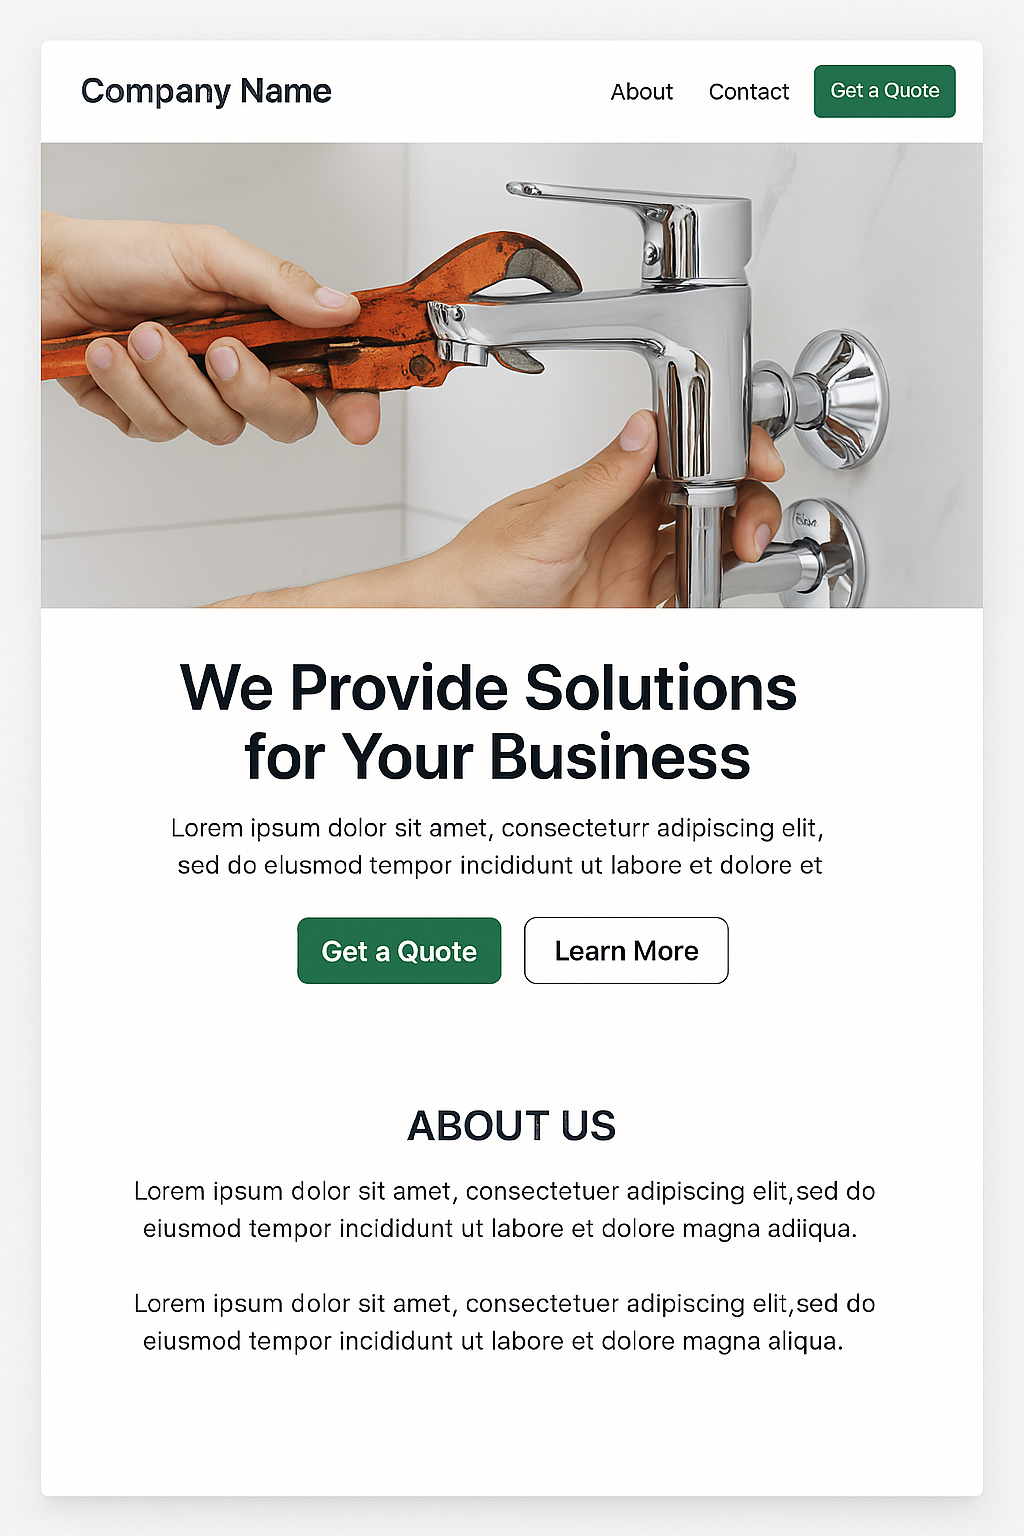 Company Name
About Contact Get a Quote
We Provide Solutions
for Your Business
Lorem ipsum dolor sit amet, consecteturr adipiscing elit,
sed do elusmod tempor incididunt ut labore et dolore et
Get a Quote Learn More
ABOUT US
Lorem ipsum dolor sit amet, consectetuer adipiscing elit,sed do
eiusmod tempor incididunt ut labore et dolore magna adiiqua.
Lorem ipsum dolor sit amet, consectetuer adipiscing elit,sed do
eiusmod tempor incididunt ut labore et dolore magna aliqua.